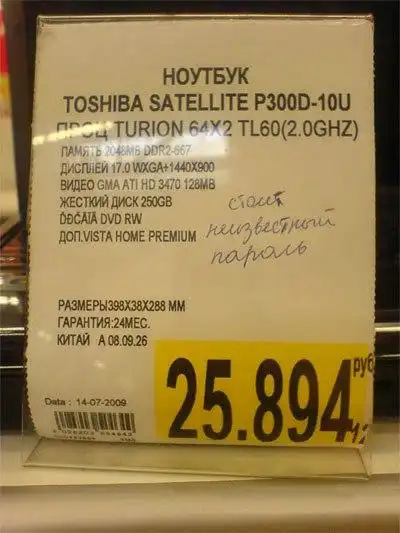 НОУТБУК
TOSHIBA SATELLITE P300D-10U
ПРОЦ TURION 64X2 TL60(2.0GHZ)
ПАМЯТЬ 2048MB DDR2-667
ДИСПЛЕЙ 17.0 WXGA+1440X900
ВИДЕО GMA ATI HD 3470 128MB
ЖЕСТКИЙ ДИСК 250GB
ĐĐČÀÏÀ DVD RW
ДОП.VISTA HOME PREMIUM
стоит
неизвестный
пароль
РАЗМЕРЫ398X38X288 MM
ГАРАНТИЯ:24МЕС.
КИТАЙ А 08.09.26
Data : 14-07-2009
25.894
руб